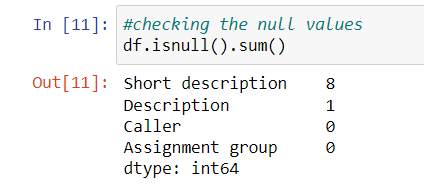 In [11]: #checking the null values
df.isnull().sum()
Out[11]: Short description 8
Description 1
Caller 0
Assignment group 0
dtype: int64